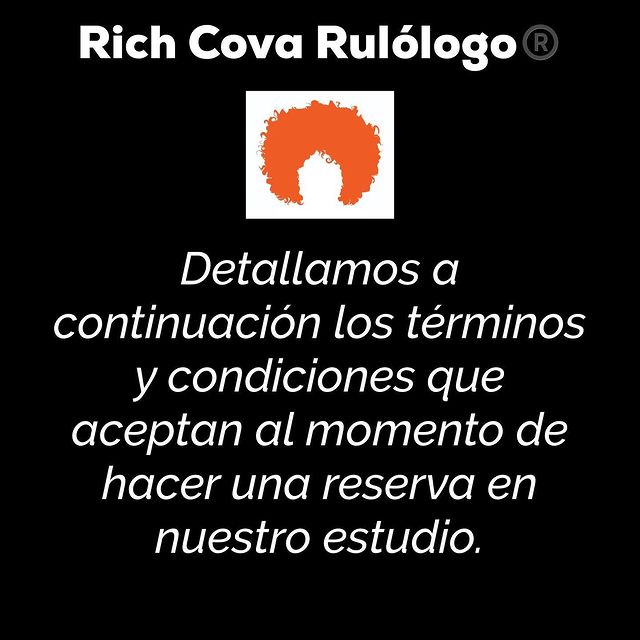 Rich Cova Rulólogo®
Detallamos a
continuación los términos
y condiciones que
aceptan al momento de
hacer una reserva en
nuestro estudio.